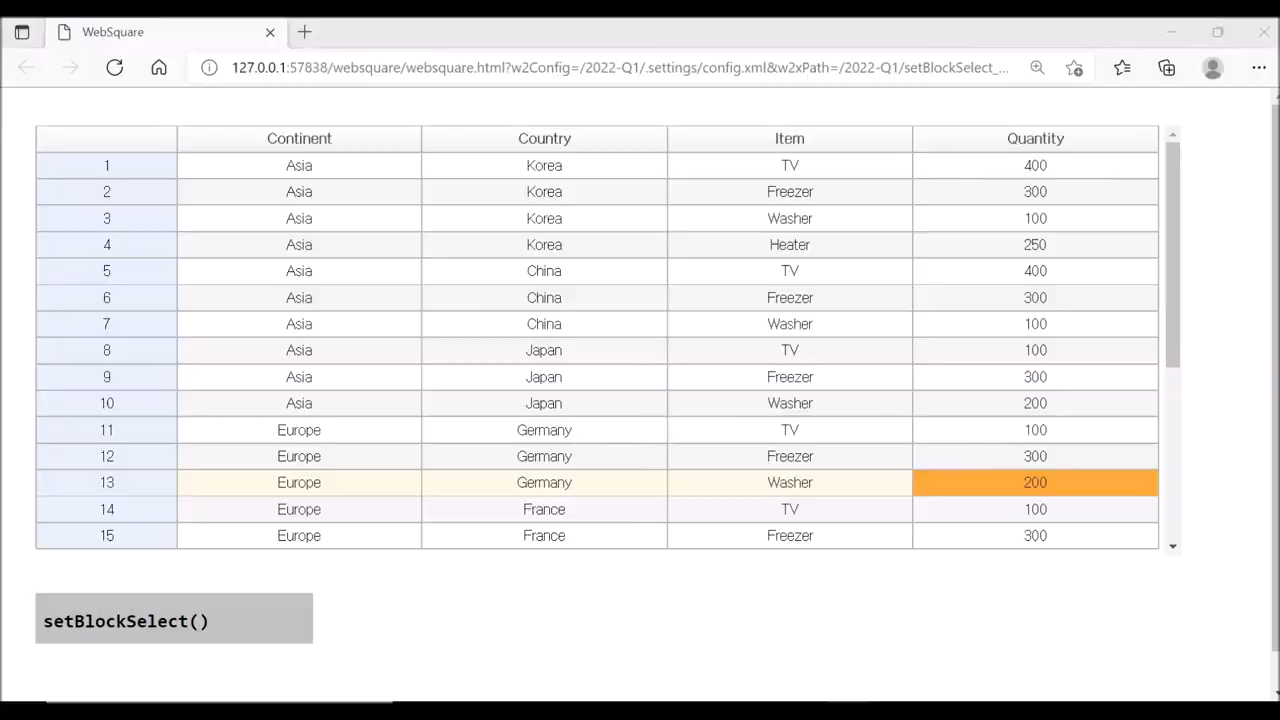 WebSquare
127.0.0.1:57838/websquare/websquare.html?w2Config=/2022-Q1/.settings/config.xml&w2xPath=/2022-Q1/setBlockSelect_...
Continent Country Item Quantity
1 Asia Korea TV 400
2 Asia Korea Freezer 300
3 Asia Korea Washer 100
4 Asia Korea Heater 250
5 Asia China TV 400
6 Asia China Freezer 300
7 Asia China Washer 100
8 Asia Japan TV 100
9 Asia Japan Freezer 300
10 Asia Japan Washer 200
11 Europe Germany TV 100
12 Europe Germany Freezer 300
13 Europe Germany Washer 200
14 Europe France TV 100
15 Europe France Freezer 300
setBlockSelect()